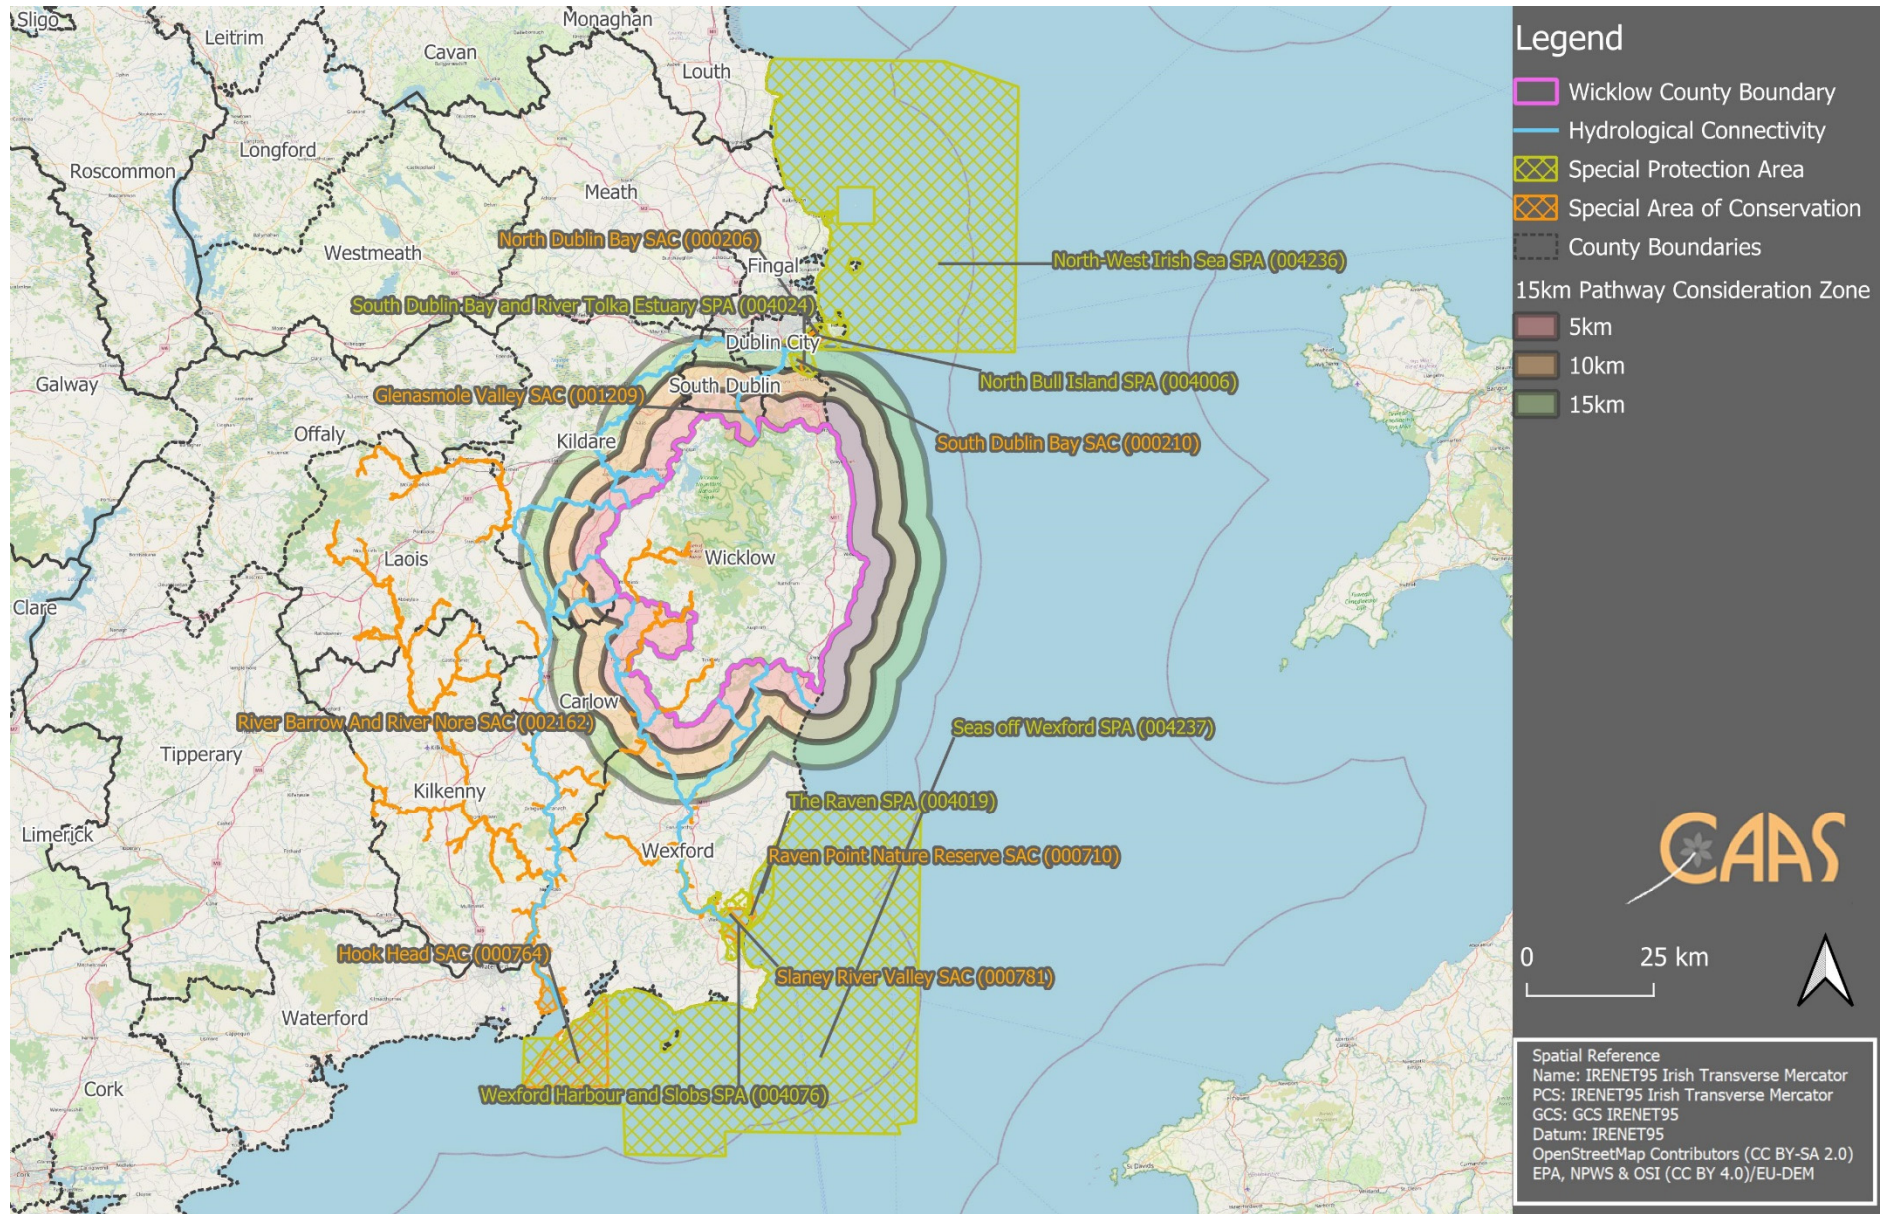 Sligo
Leitrim
Monaghan
Cavan
Louth
Longford
Roscommon
Meath
Westmeath
North Dublin Bay SAC (000206)
Fingal
North-West Irish Sea SPA (004236)
South Dublin Bay and River Tolka Estuary SPA (004024)
Dublin City
Galway
South Dublin
North Bull Island SPA (004006)
Glenasmole Valley SAC (001209)
Offaly
Kildare
South Dublin Bay SAC (000210)
Laois
Wicklow
Clare
Carlow
River Barrow And River Nore SAC (002162)
Seas off Wexford SPA (004237)
Tipperary
Kilkenny
The Raven SPA (004019)
Limerick
Wexford
Raven Point Nature Reserve SAC (000710)
Hook Head SAC (000764)
Slaney River Valley SAC (000781)
Waterford
Cork
Wexford Harbour and Slobs SPA (004076)
St Davids
Legend
Wicklow County Boundary
Hydrological Connectivity
Special Protection Area
Special Area of Conservation
County Boundaries
15km Pathway Consideration Zone
5km
10km
15km
CAAS
0 25 km
Spatial Reference
Name: IRENET95 Irish Transverse Mercator
PCS: IRENET95 Irish Transverse Mercator
GCS: GCS IRENET95
Datum: IRENET95
OpenStreetMap Contributors (CC BY-SA 2.0)
EPA, NPWS & OSI (CC BY 4.0)/EU-DEM